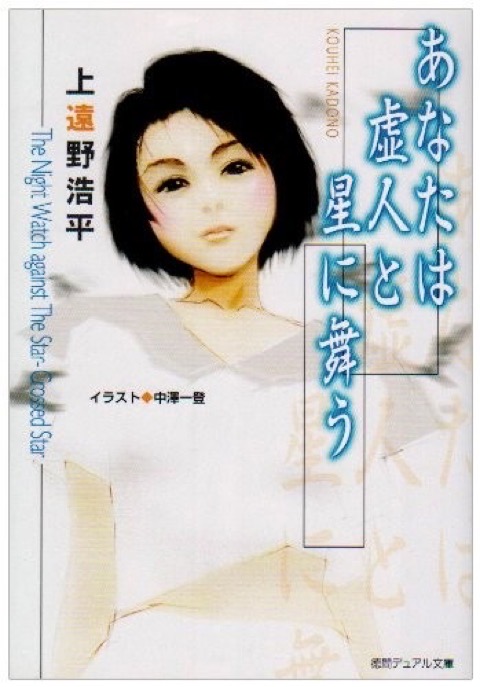 あなたは
虚人と
星に舞う
KOUHEI KADONO
上遠野浩平
The Night Watch against The Star-Crossed Star
イラスト◆中澤一登
徳間デュアル文庫